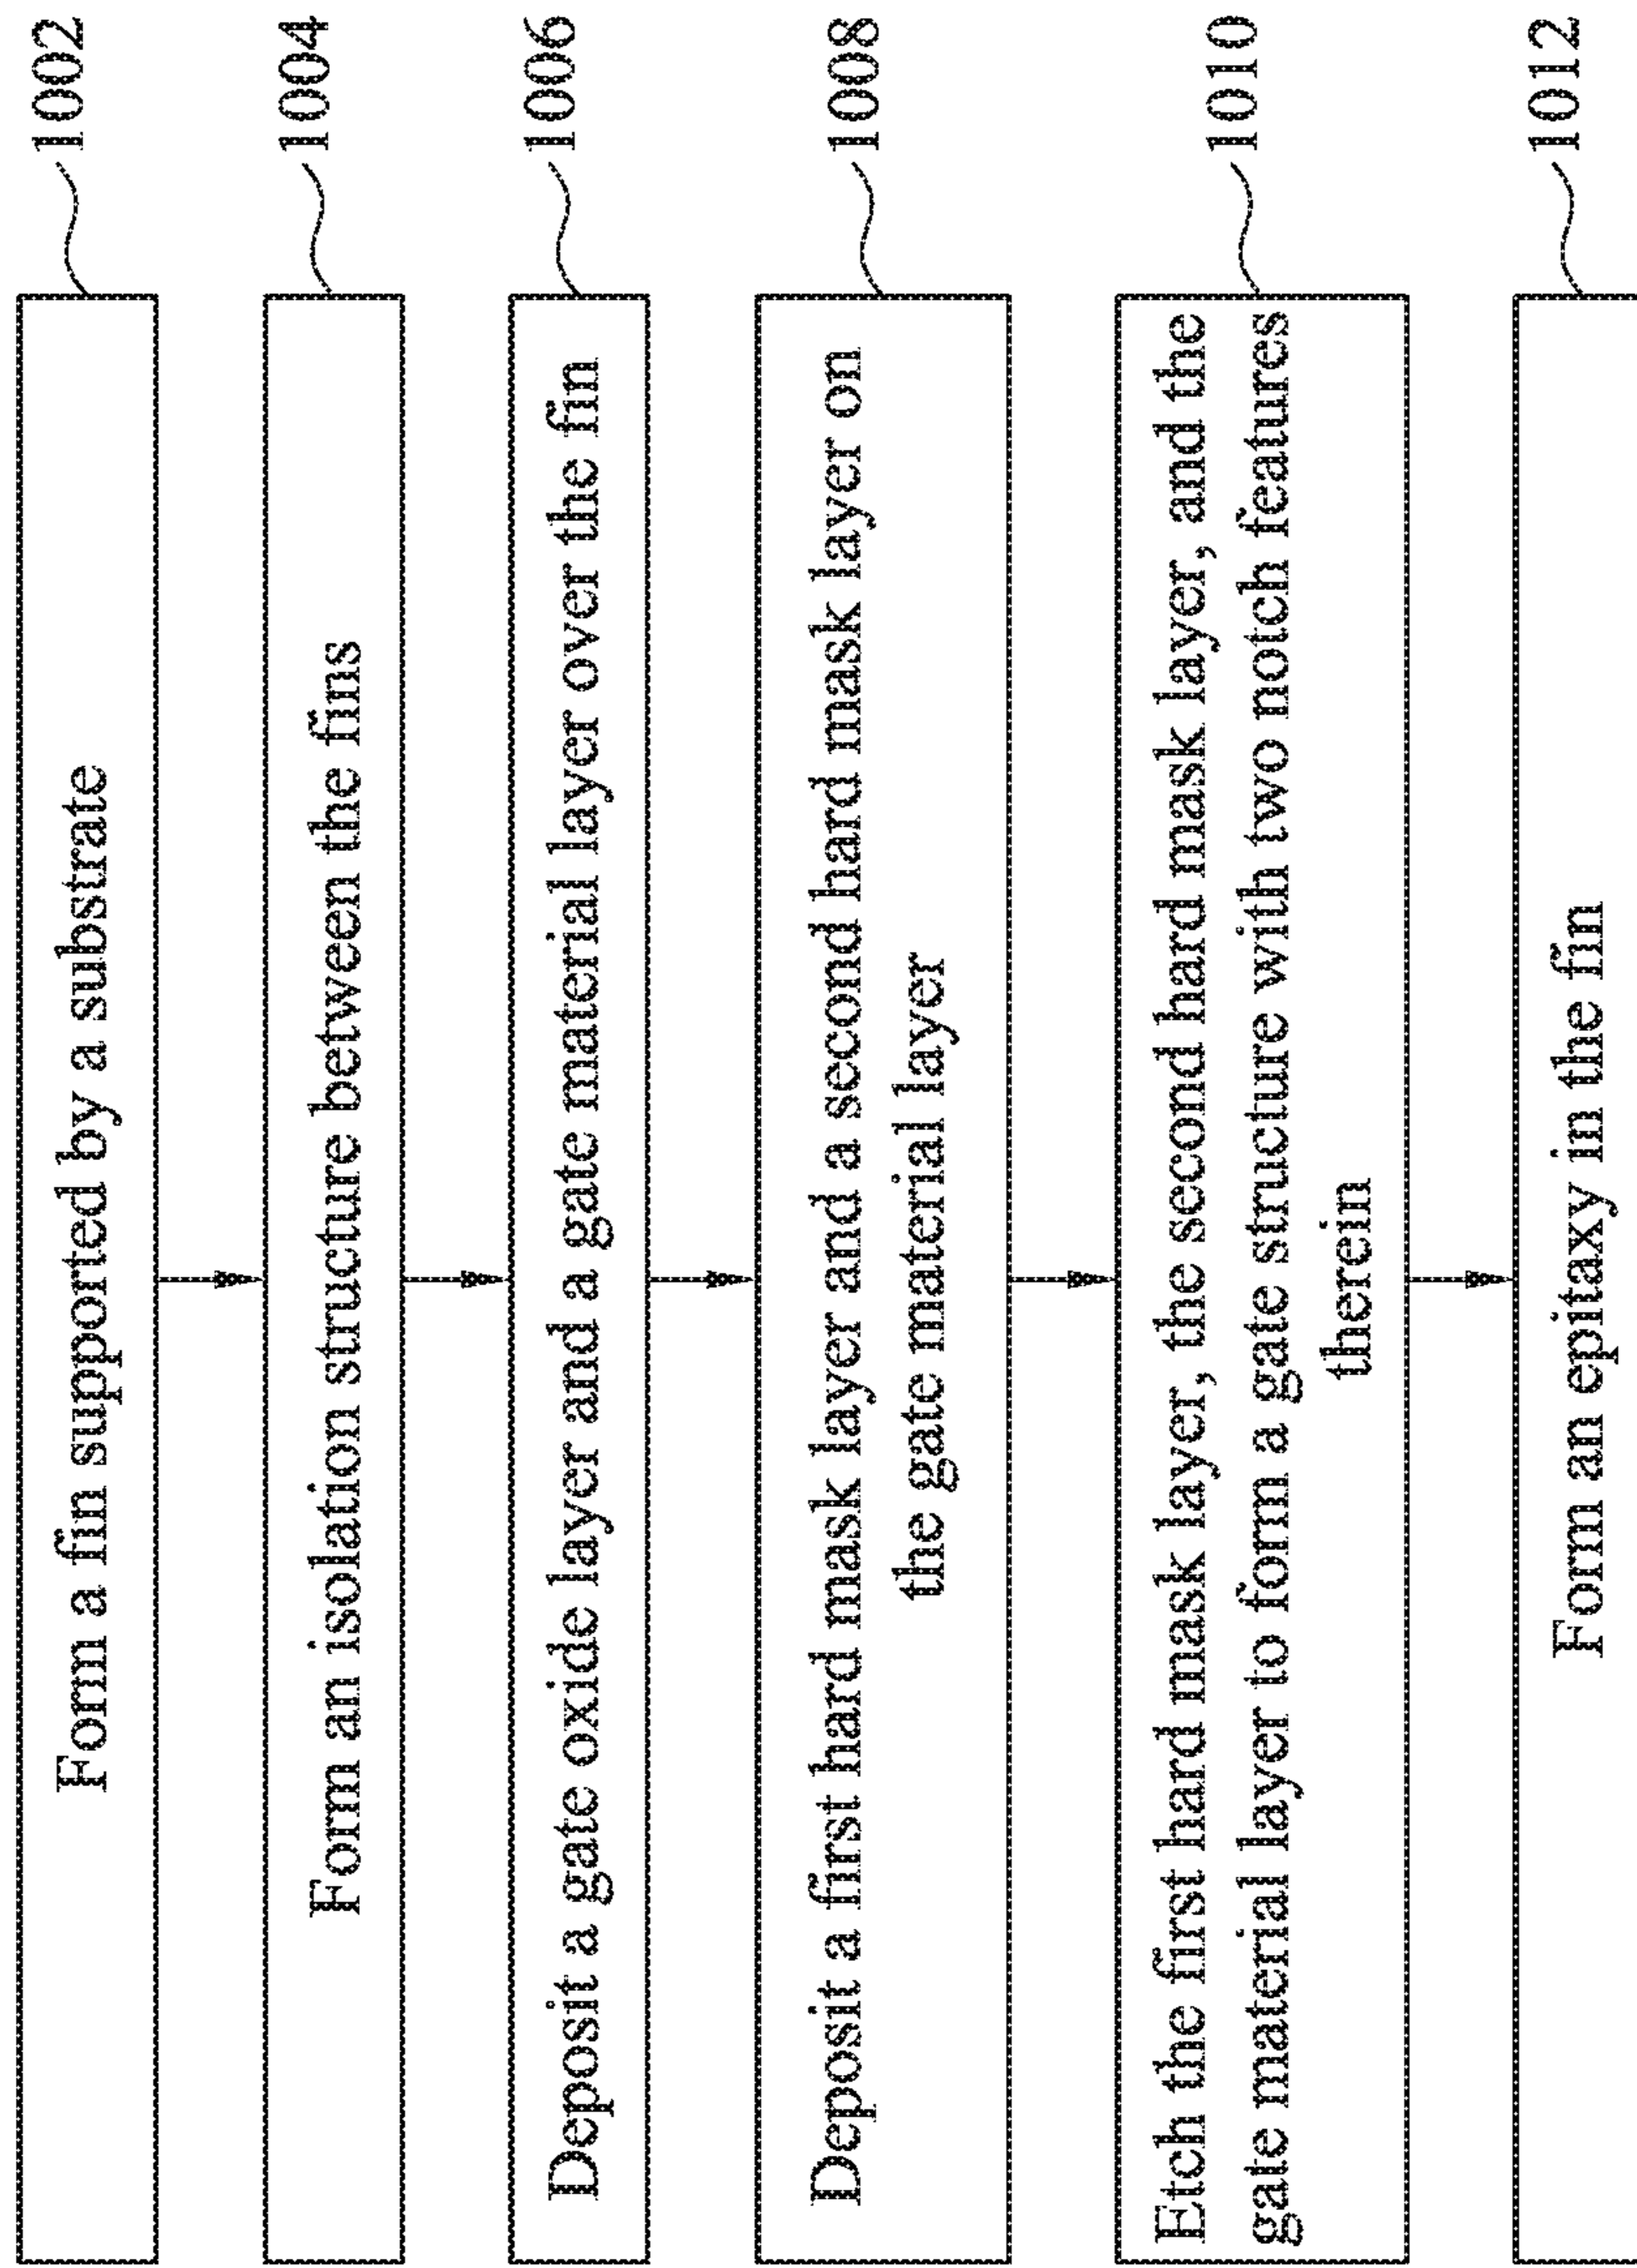 Form a fin supported by a substrate
1002
Form an isolation structure between the fins
1004
Deposit a gate oxide layer and a gate material layer over the fin
1006
Deposit a first hard mask layer and a second hard mask layer on
the gate material layer
1008
Etch the first hard mask layer, the second hard mask layer, and the
gate material layer to form a gate structure with two notch features
therein
1010
Form an epitaxy in the fin
1012